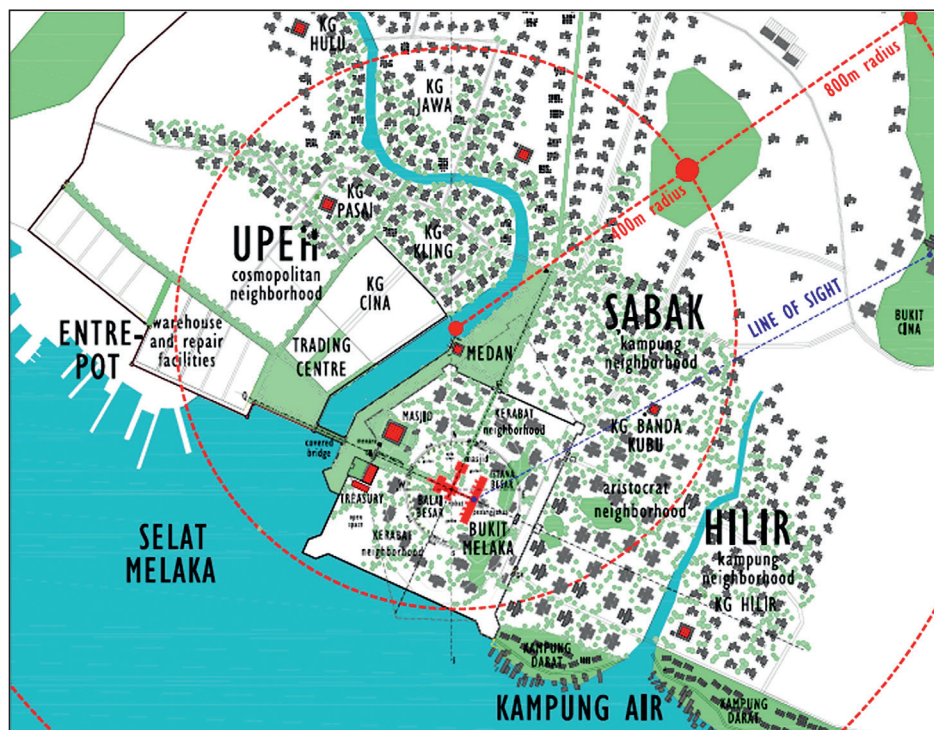 KG
HULU
KG
JAWA
800m radius
KG
PASAI
400m radius
UPEH
cosmopolitan
neighborhood
KG
KLING
KG
CINA
LINE OF SIGHT
SABAK
kampung
neighborhood
BUKIT
CINA
ENTRE-
POT
warehouse
and repair
facilities
TRADING
CENTRE
MEDAN
MASJID
KERABAT
neighborhood
KG BANDA
KUBU
covered
bridge
menara
masjid
ISTANA
BESAR
aristocrat
neighborhood
TREASURY
open
space
BALAI
BESAR
BUKIT
MELAKA
KERABAT
neighborhood
HILIR
kampung
neighborhood
KG HILIR
SELAT
MELAKA
KAMPUNG
DARAT
KAMPUNG AIR
KAMPUNG
DARAT